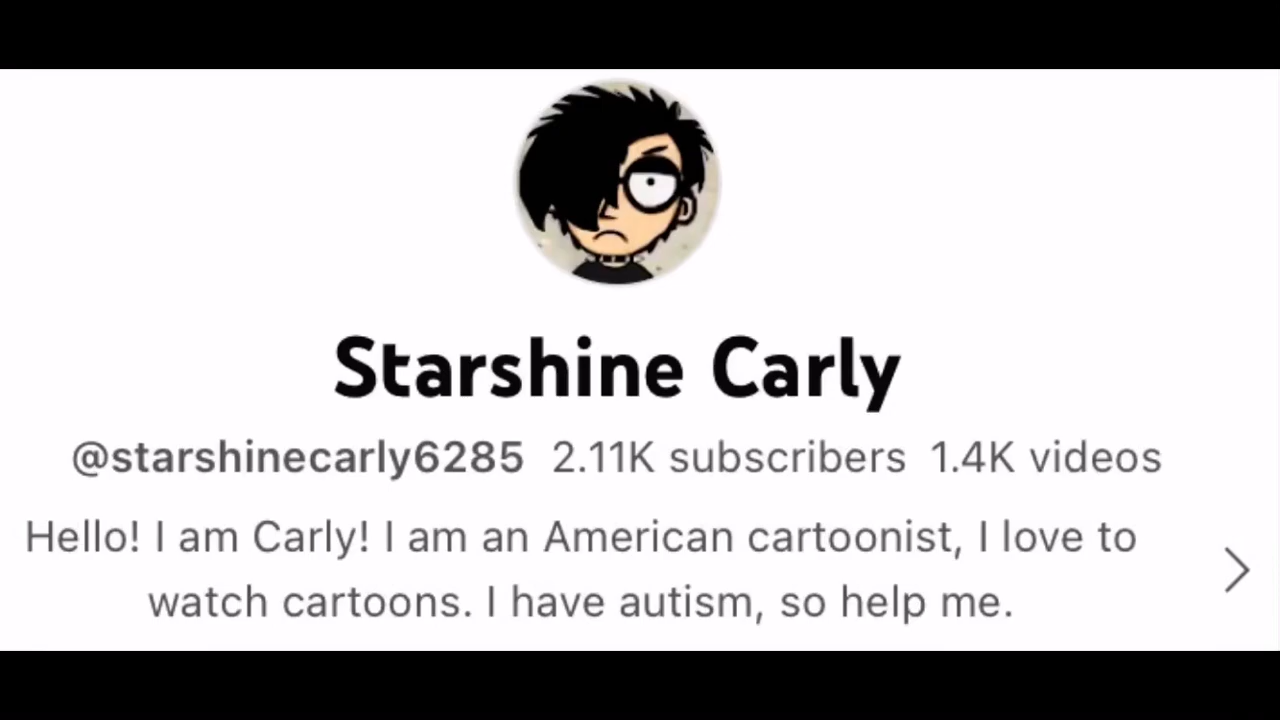 Starshine Carly
@starshinecarly6285 2.11K subscribers 1.4K videos
Hello! I am Carly! I am an American cartoonist, I love to
watch cartoons. I have autism, so help me.